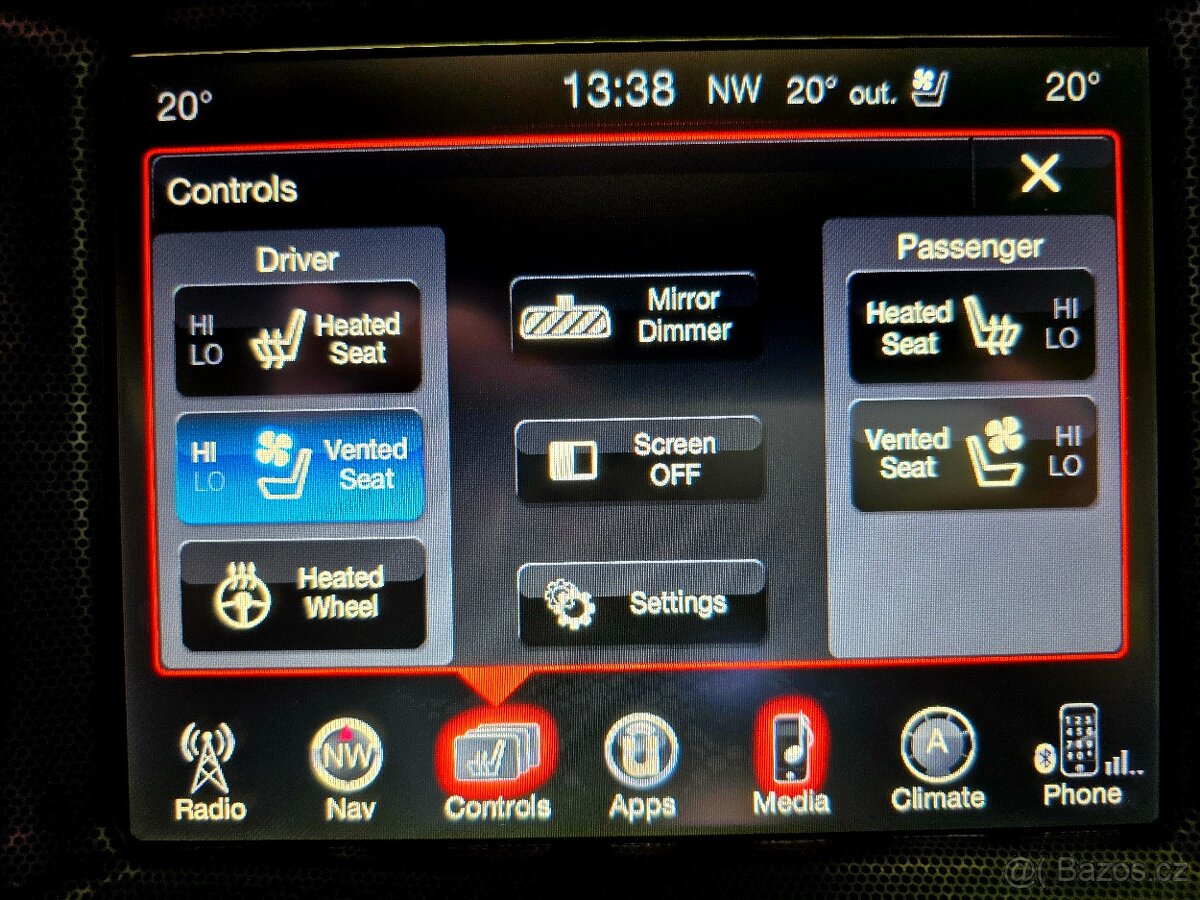 20° 13:38 NW 20° out. 20°
Controls
Driver
HI
LO
Heated
Seat
HI
LO
Vented
Seat
Heated
Wheel
Mirror
Dimmer
Screen
OFF
Settings
Passenger
Heated
Seat
HI
LO
Vented
Seat
HI
LO
Radio
NW
Nav
Controls
Apps
Media
A
Climate
Phone
@( Bazos.cz